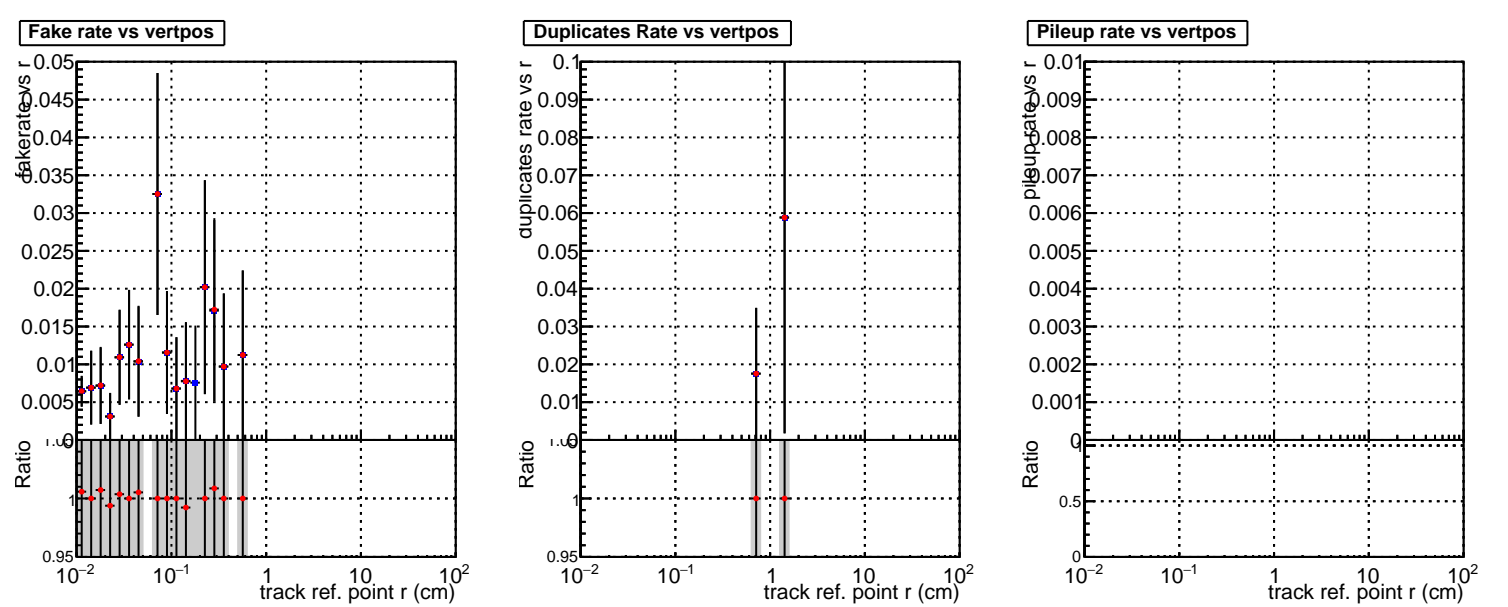 Fake rate vs vertpos
fakerate vs r
0.05
0.045
0.04
0.035
0.03
0.025
0.02
0.015
0.01
0.005
0
Ratio
1
0.95
10⁻² 10⁻¹ 1 10 10²
track ref. point r (cm)
Duplicates Rate vs vertpos
duplicates rate vs r
0.1
0.09
0.08
0.07
0.06
0.05
0.04
0.03
0.02
0.01
0
Ratio
1
0.95
10⁻² 10⁻¹ 1 10 10²
track ref. point r (cm)
Pileup rate vs vertpos
pileup rate vs r
0.01
0.009
0.008
0.007
0.006
0.005
0.004
0.003
0.002
0.001
0
Ratio
1
0.5
0
10⁻² 10⁻¹ 1 10 10²
track ref. point r (cm)